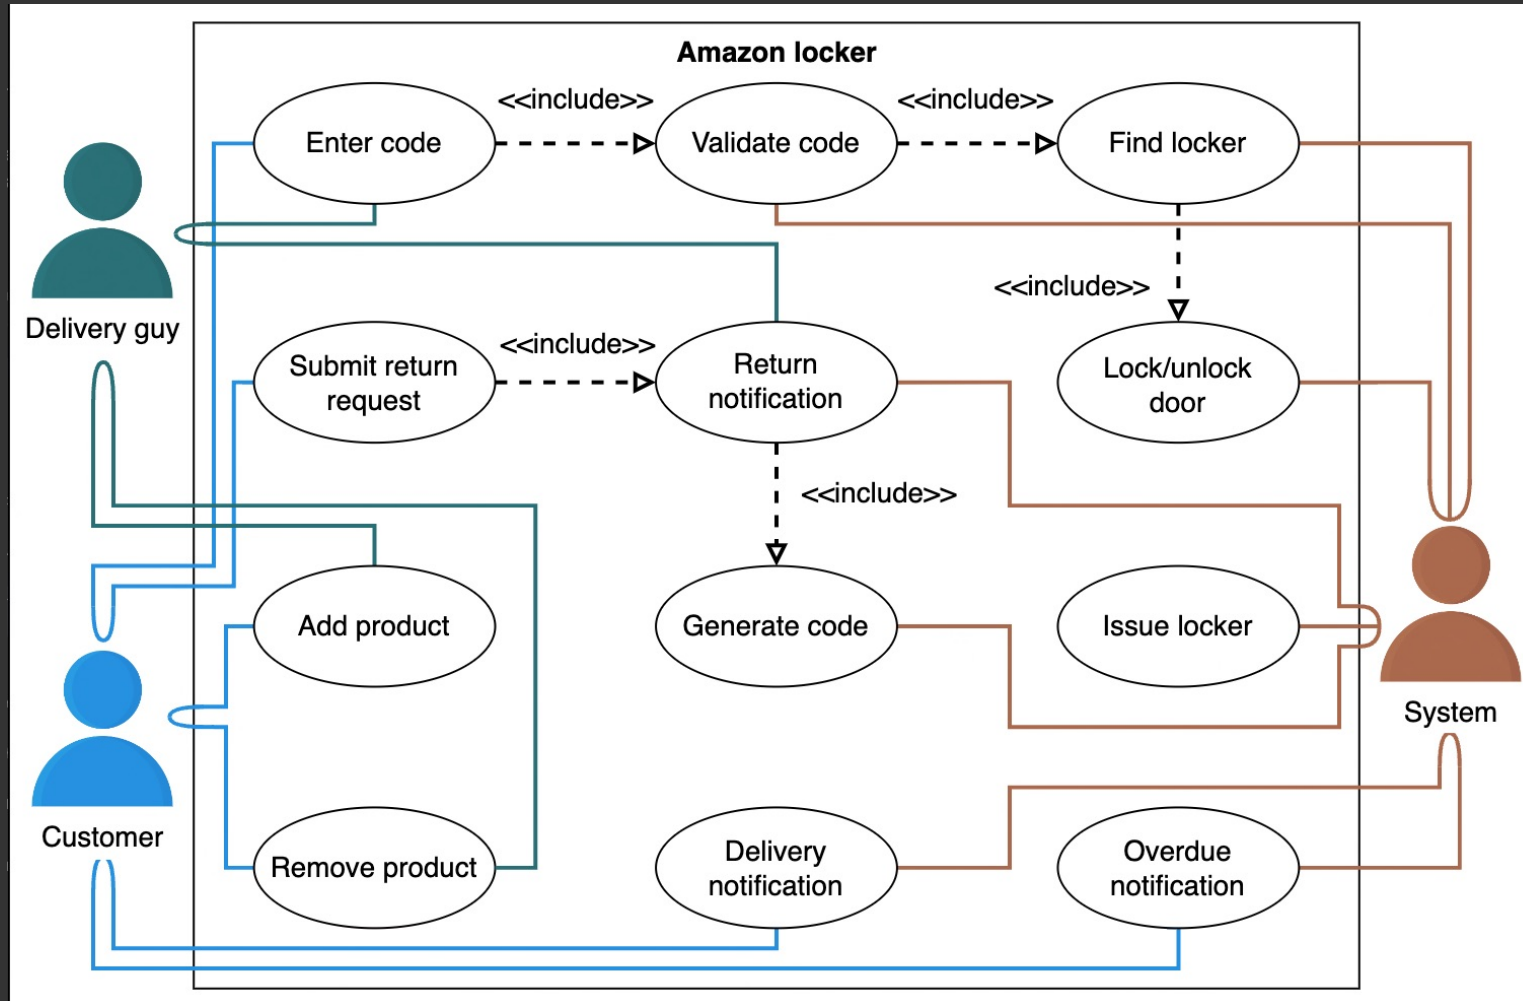 Amazon locker
<<include>>
<<include>>
Enter code
Validate code
Find locker
<<include>>
Delivery guy
<<include>>
Submit return
request
Return
notification
Lock/unlock
door
<<include>>
Add product
Generate code
Issue locker
System
Customer
Remove product
Delivery
notification
Overdue
notification